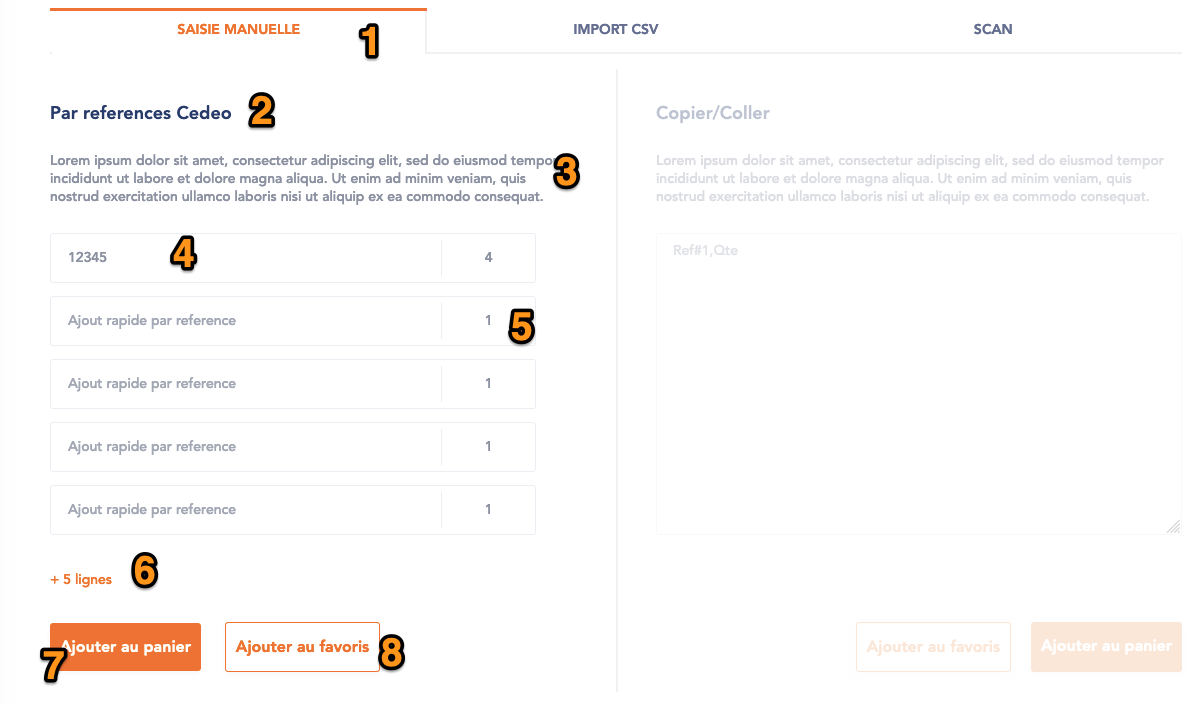 SAISIE MANUELLE
1
IMPORT CSV
SCAN
Par references Cedeo
2
Lorem ipsum dolor sit amet, consectetur adipiscing elit, sed do eiusmod tempor
incididunt ut labore et dolore magna aliqua. Ut enim ad minim veniam, quis
nostrud exercitation ullamco laboris nisi ut aliquip ex ea commodo consequat.
3
12345
4
4
Ajout rapide par reference
1
5
Ajout rapide par reference
1
Ajout rapide par reference
1
Ajout rapide par reference
1
+ 5 lignes
6
Ajouter au panier
7
Ajouter au favoris
8
Copier/Coller
Lorem ipsum dolor sit amet, consectetur adipiscing elit, sed do eiusmod tempor
incididunt ut labore et dolore magna aliqua. Ut enim ad minim veniam, quis
nostrud exercitation ullamco laboris nisi ut aliquip ex ea commodo consequat.
Ref#1,Qte
Ajouter au favoris
Ajouter au panier